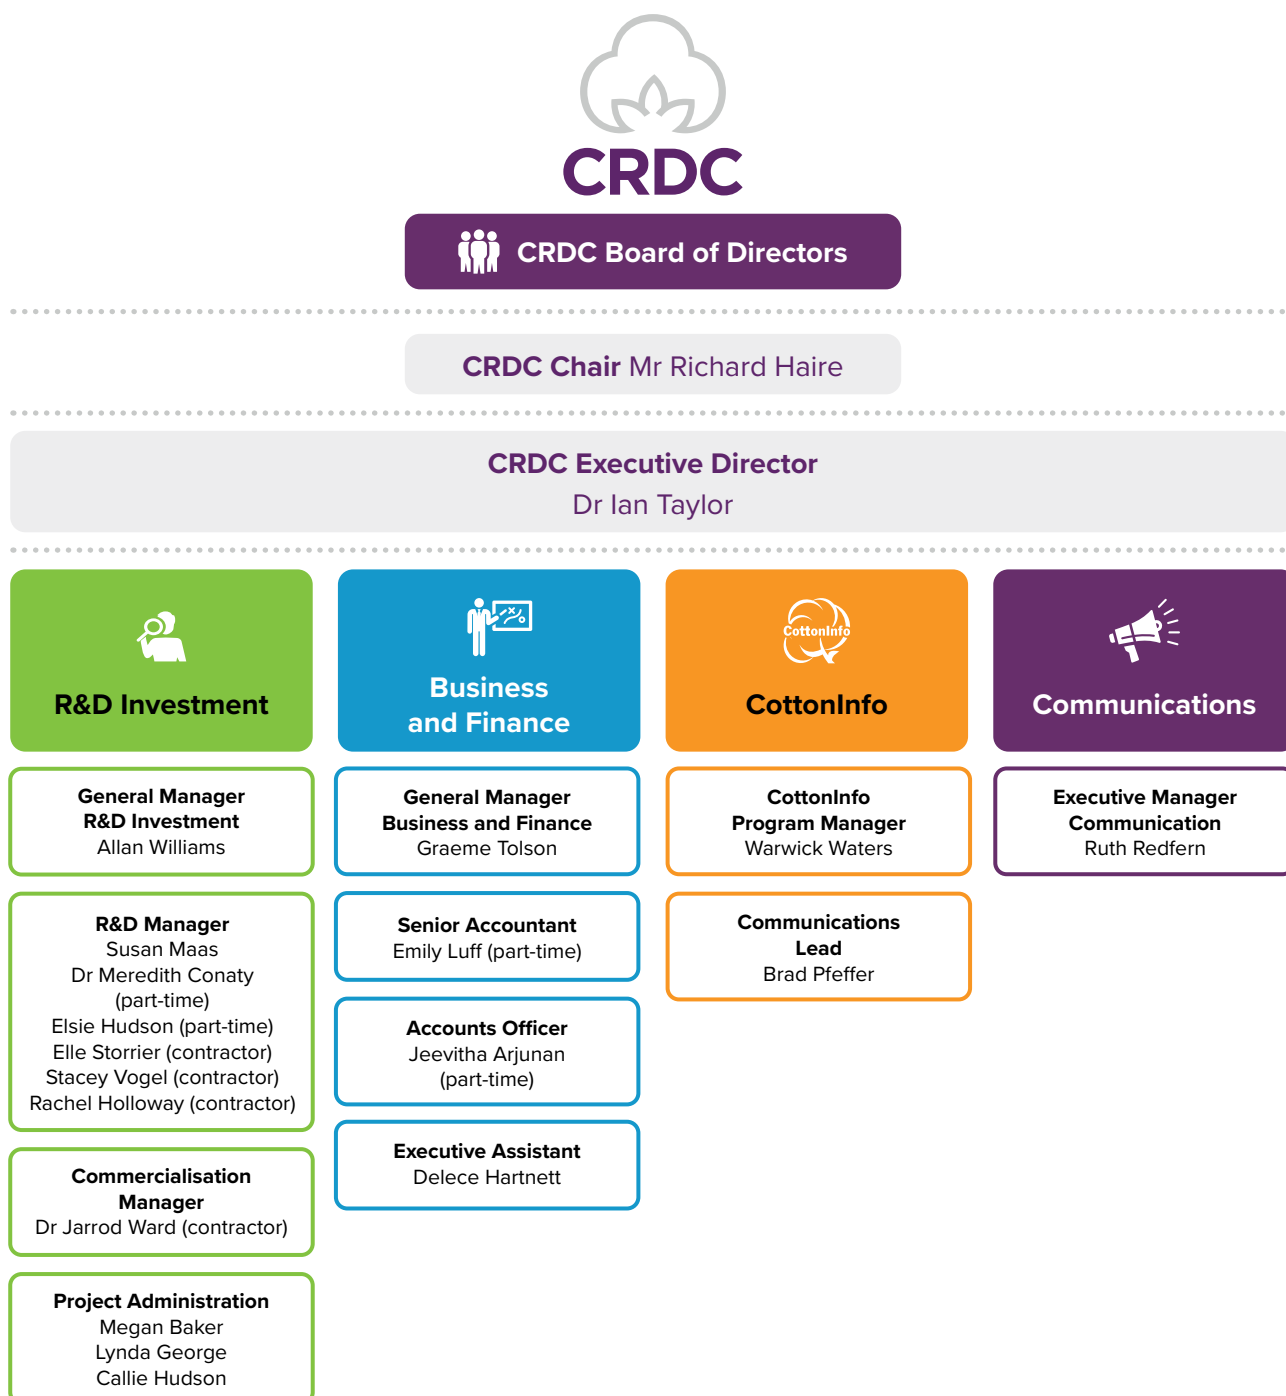 CRDC
CRDC Board of Directors
CRDC Chair Mr Richard Haire
CRDC Executive Director
Dr Ian Taylor
R&D Investment
General Manager
R&D Investment
Allan Williams
R&D Manager
Susan Maas
Dr Meredith Conaty
(part-time)
Elsie Hudson (part-time)
Elle Storrier (contractor)
Stacey Vogel (contractor)
Rachel Holloway (contractor)
Commercialisation
Manager
Dr Jarrod Ward (contractor)
Project Administration
Megan Baker
Lynda George
Callie Hudson
Business
and Finance
General Manager
Business and Finance
Graeme Tolson
Senior Accountant
Emily Luff (part-time)
Accounts Officer
Jeevitha Arjunan
(part-time)
Executive Assistant
Delece Hartnett
CottonInfo
CottonInfo
CottonInfo
Program Manager
Warwick Waters
Communications
Lead
Brad Pfeffer
Communications
Executive Manager
Communication
Ruth Redfern